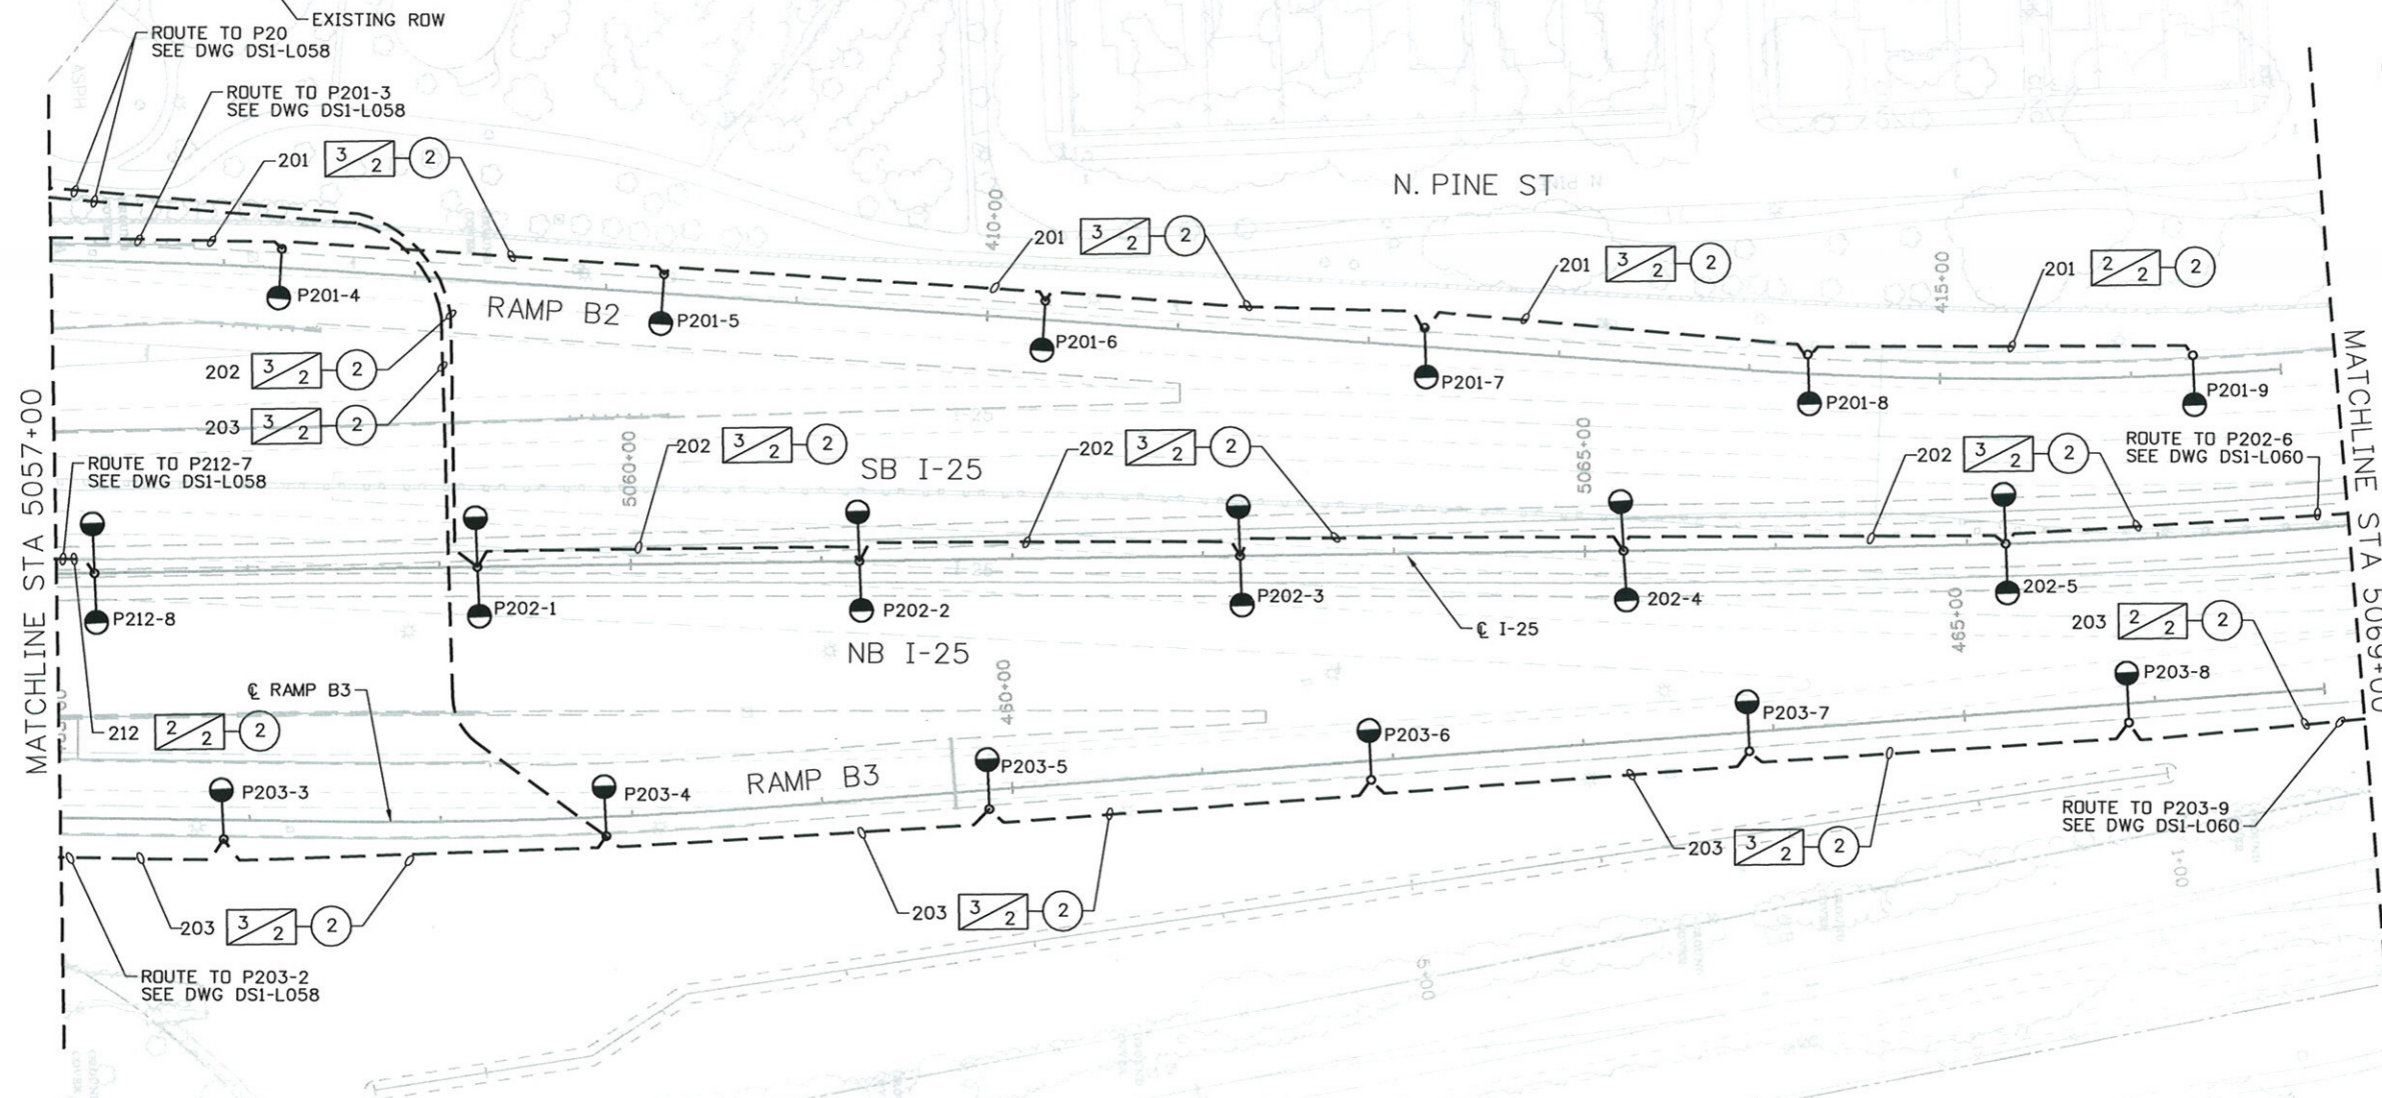 EXISTING ROW
ROUTE TO P20
SEE DWG DS1-L058
ROUTE TO P201-3
SEE DWG DS1-L058
201 3/2 2
N. PINE ST
410+00
201 3/2 2
201 3/2 2
415+00
201 2/2 2
P201-4
RAMP B2
P201-5
P201-6
P201-7
P201-8
P201-9
202 3/2 2
203 3/2 2
MATCHLINE STA 5057+00
MATCHLINE STA 5069+00
ROUTE TO P212-7
SEE DWG DS1-L058
5060+00
202 3/2 2
SB I-25
I-25
202 3/2 2
5065+00
202 3/2 2
ROUTE TO P202-6
SEE DWG DS1-L060
I-25
P212-8
P202-1
P202-2
P202-3
202-4
202-5
℄ I-25
NB I-25
465+00
203 2/2 2
℄ RAMP B3
460+00
P203-8
212 2/2 2
P203-3
P203-4
RAMP B3
P203-5
P203-6
P203-7
ROUTE TO P203-9
SEE DWG DS1-L060
203 3/2 2
203 3/2 2
203 3/2 2
ROUTE TO P203-2
SEE DWG DS1-L058
5+00
1+00